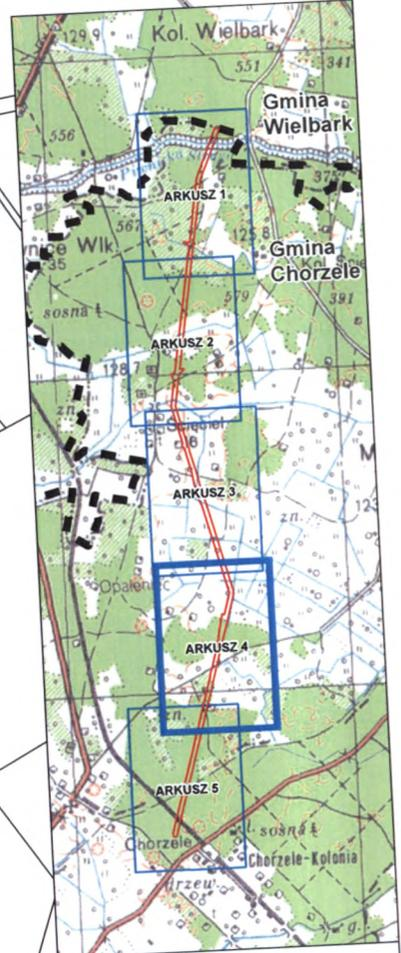 129.9
Kol. Wielbark
551
341
Gmina
Wielbark
556
ARKUSZ 1
375
567
125.8
Wlk.
Gmina
Chorzele
35
579
391
sosna
ARKUSZ 2
128.7
zn.
ARKUSZ 3
zn.
Opaleniec
ARKUSZ 4
zn.
ARKUSZ 5
sosna
Chorzele
Chorzele-Kolonia